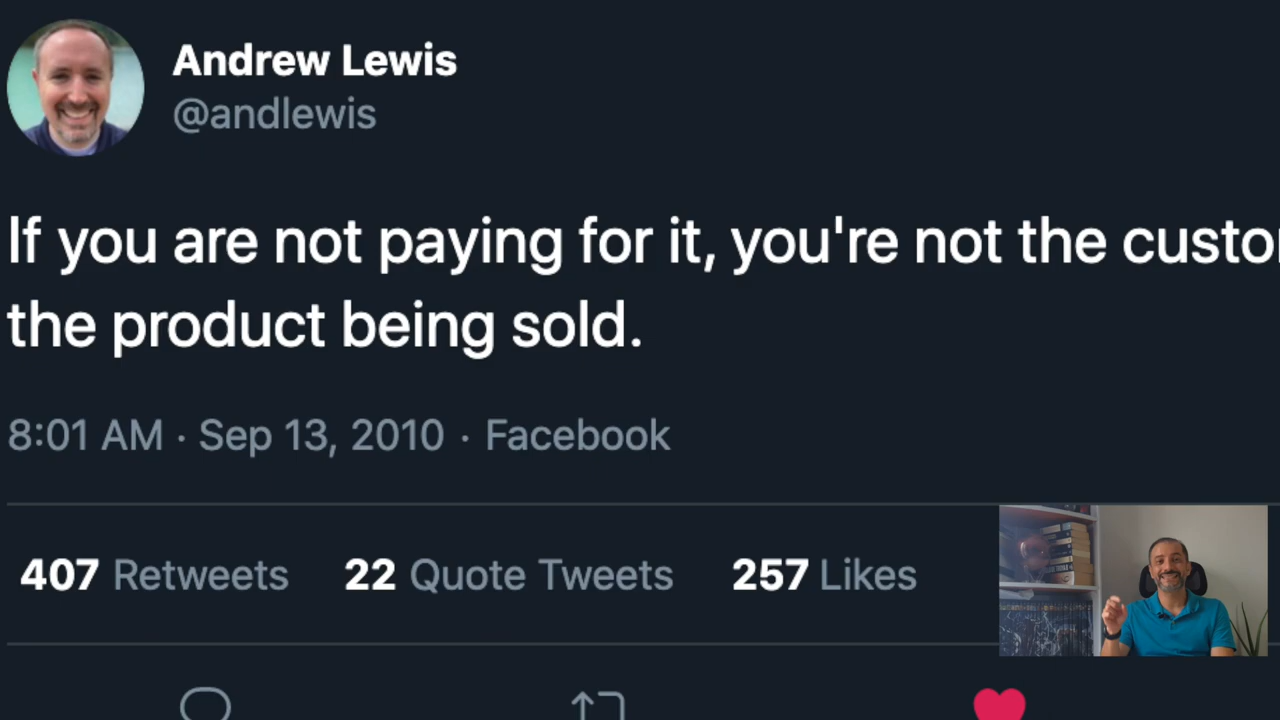 Andrew Lewis
@andlewis
If you are not paying for it, you're not the
the product being sold.
8:01 AM · Sep 13, 2010 · Facebook
407 Retweets 22 Quote Tweets 257 Likes